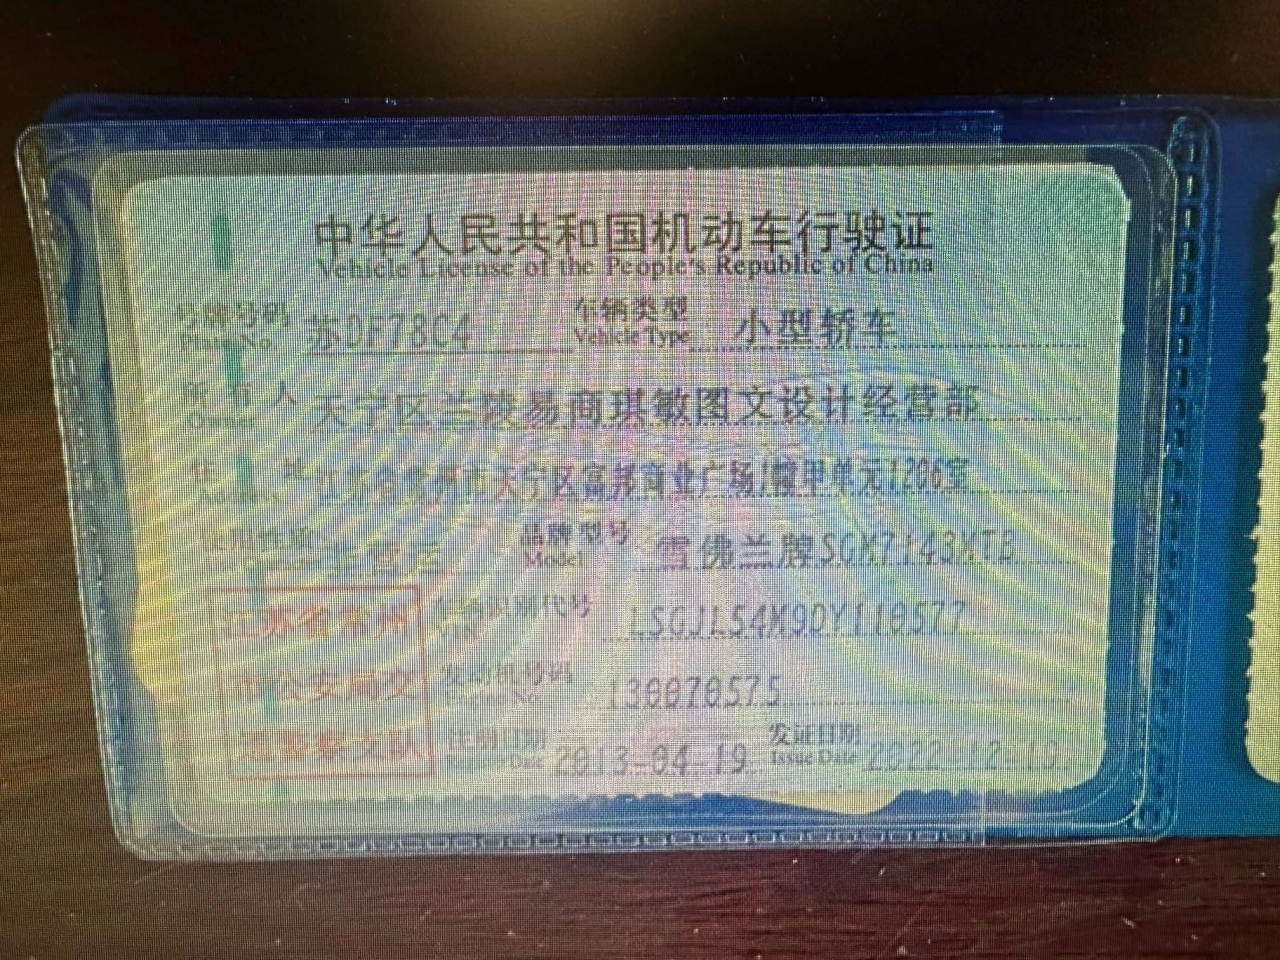 中华人民共和国机动车行驶证
Vehicle License of the People's Republic of China
号牌号码 苏DF78C4 车辆类型 小型轿车
Plate No. Vehicle Type
所有人 天宁区兰陵易商琪敏图文设计经营部
Owner
住址 江苏省常州市天宁区富邦商业广场1幢甲单元1206室
使用性质 品牌型号 雪佛兰牌SGM7143MTB
Model
车辆识别代号 LSGJL54M9DY110577
VIN
发动机号码 130070575
注册日期 2013-04-19 发证日期 2022-12-19
Register Date Issue Date
江苏省常州
市公安局交
通警察支队